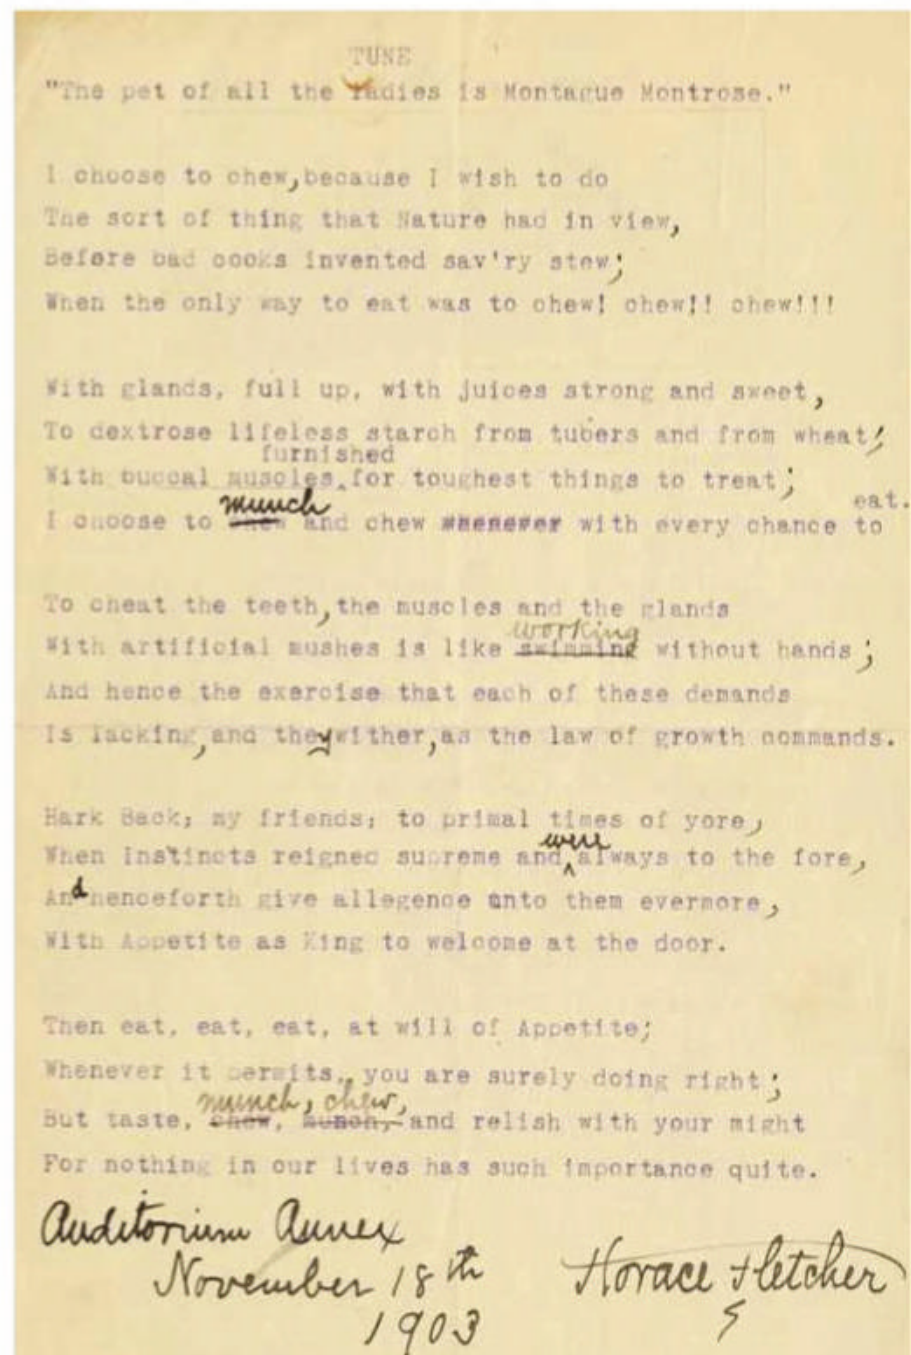 TUNE
"The pet of all the ladies is Montague Montrose."
I choose to chew, because I wish to do
The sort of thing that Nature had in view,
Before bad cooks invented sav'ry stew;
When the only way to eat was to chew! chew!! chew!!!
With glands, full up, with juices strong and sweet,
To dextrose lifeless starch from tubers and from wheat;
furnished
With buccal muscles for toughest things to treat;
munch eat.
I choose to chew and chew whenever with every chance to
To cheat the teeth, the muscles and the glands
working
With artificial mushes is like swimming without hands;
And hence the exercise that each of these demands
Is lacking, and they wither, as the law of growth commands.
Hark Back; my friends; to primal times of yore,
were
When Instincts reigned supreme and always to the fore,
And henceforth give allegence unto them evermore,
With Appetite as King to welcome at the door.
Then eat, eat, eat, at will of Appetite;
Whenever it permits, you are surely doing right;
munch, chew,
But taste, chew, munch, and relish with your might
For nothing in our lives has such importance quite.
Auditorium Annex
November 18th Horace Fletcher
1903